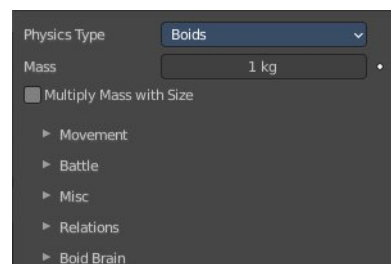 Physics Type Boids
Mass 1 kg
Multiply Mass with Size
Movement
Battle
Misc
Relations
Boid Brain